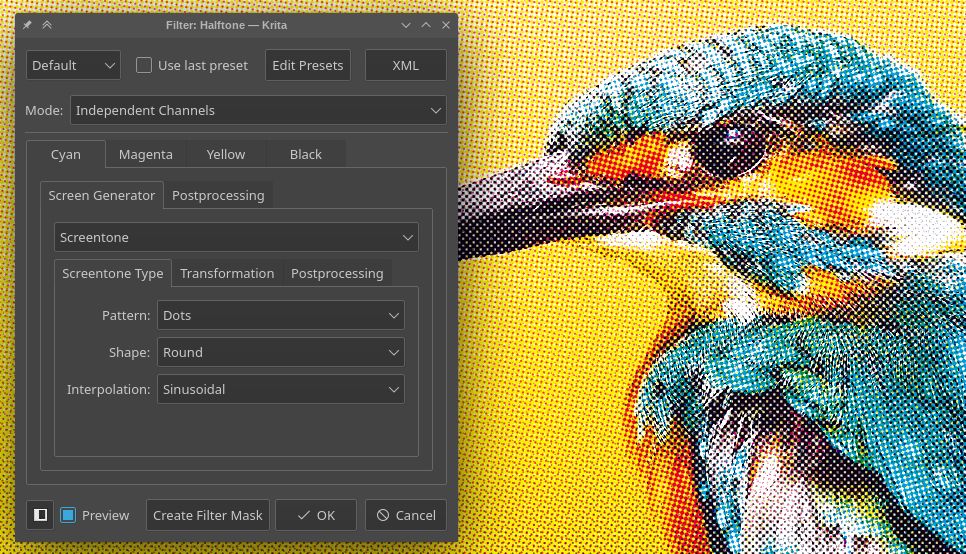 Filter: Halftone — Krita
Default
Use last preset
Edit Presets
XML
Mode:
Independent Channels
Cyan
Magenta
Yellow
Black
Screen Generator
Postprocessing
Screentone
Screentone Type
Transformation
Postprocessing
Pattern:
Dots
Shape:
Round
Interpolation:
Sinusoidal
Preview
Create Filter Mask
OK
Cancel